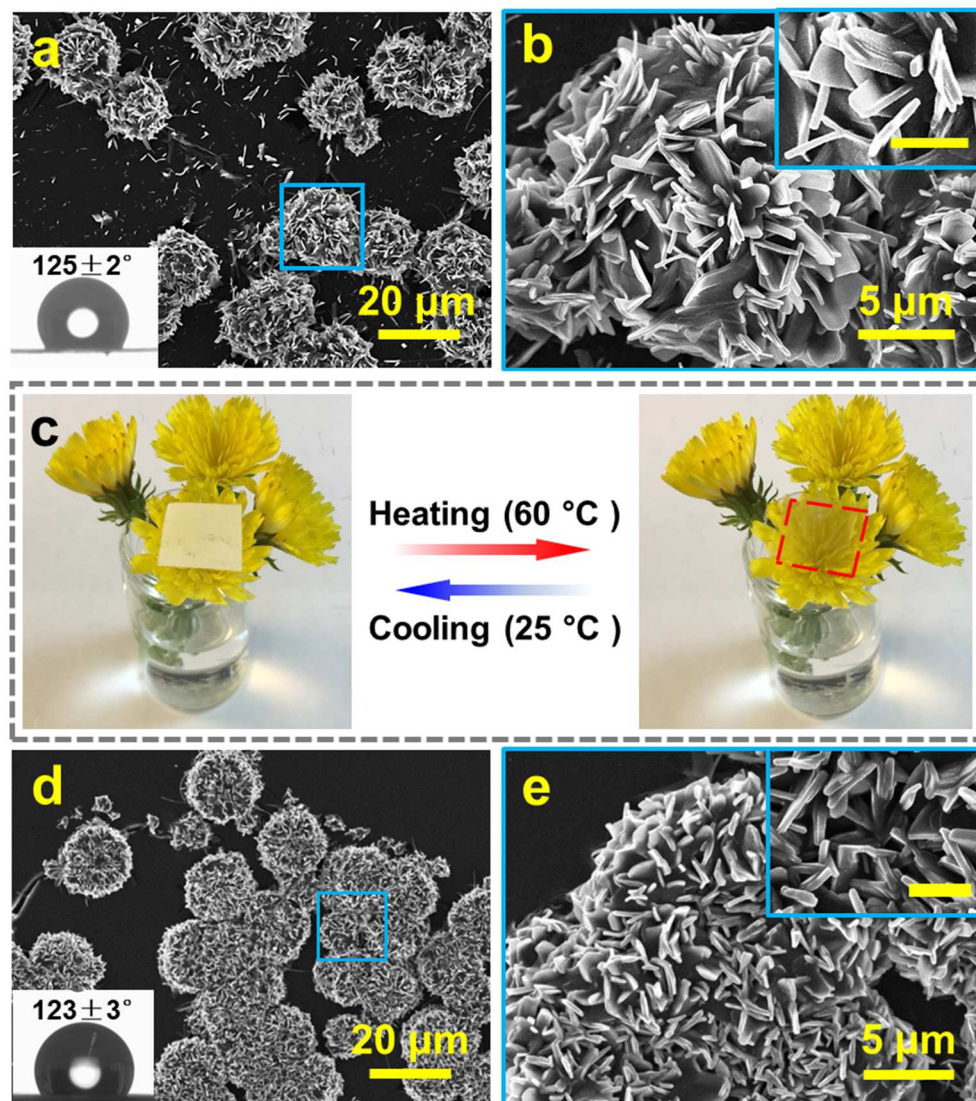 a
125±2°
20 µm
b
5 µm
c
Heating (60 °C )
Cooling (25 °C )
d
123±3°
20 µm
e
5 µm